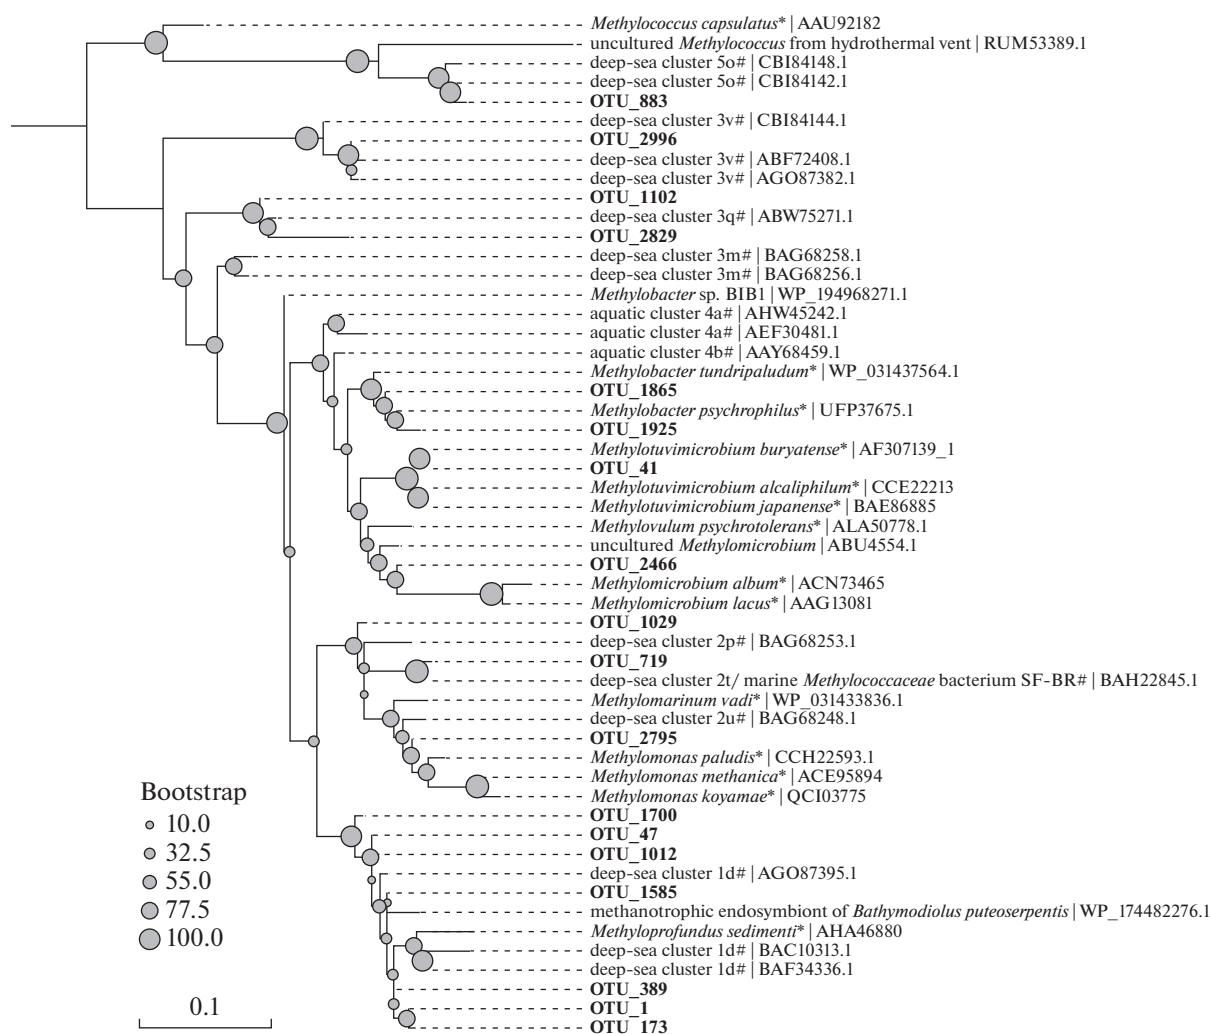 Methylococcus capsulatus* | AAU92182
uncultured Methylococcus from hydrothermal vent | RUM53389.1
deep-sea cluster 5o# | CBI84148.1
deep-sea cluster 5o# | CBI84142.1
OTU_883
deep-sea cluster 3v# | CBI84144.1
OTU_2996
deep-sea cluster 3v# | ABF72408.1
deep-sea cluster 3v# | AGO87382.1
OTU_1102
deep-sea cluster 3q# | ABW75271.1
OTU_2829
deep-sea cluster 3m# | BAG68258.1
deep-sea cluster 3m# | BAG68256.1
Methylobacter sp. BIB1 | WP_194968271.1
aquatic cluster 4a# | AHW45242.1
aquatic cluster 4a# | AEF30481.1
aquatic cluster 4b# | AAY68459.1
Methylobacter tundripaludum* | WP_031437564.1
OTU_1865
Methylobacter psychrophilus* | UFP37675.1
OTU_1925
Methylotuvimicrobium buryatense* | AF307139_1
OTU_41
Methylotuvimicrobium alcaliphilum* | CCE22213
Methylotuvimicrobium japanense* | BAE86885
Methylovulum psychrotolerans* | ALA50778.1
uncultured Methylomicrobium | ABU4554.1
OTU_2466
Methylomicrobium album* | ACN73465
Methylomicrobium lacus* | AAG13081
OTU_1029
deep-sea cluster 2p# | BAG68253.1
OTU_719
deep-sea cluster 2t/ marine Methylococcaceae bacterium SF-BR# | BAH22845.1
Methylomarinum vadi* | WP_031433836.1
deep-sea cluster 2u# | BAG68248.1
OTU_2795
Methylomonas paludis* | CCH22593.1
Methylomonas methanica* | ACE95894
Methylomonas koyamae* | QCI03775
OTU_1700
OTU_47
OTU_1012
deep-sea cluster 1d# | AGO87395.1
OTU_1585
methanotrophic endosymbiont of Bathymodiolus puteoserpentis | WP_174482276.1
Methyloprofundus sedimenti* | AHA46880
deep-sea cluster 1d# | BAC10313.1
deep-sea cluster 1d# | BAF34336.1
OTU_389
OTU_1
OTU_173
Bootstrap
10.0
32.5
55.0
77.5
100.0
0.1